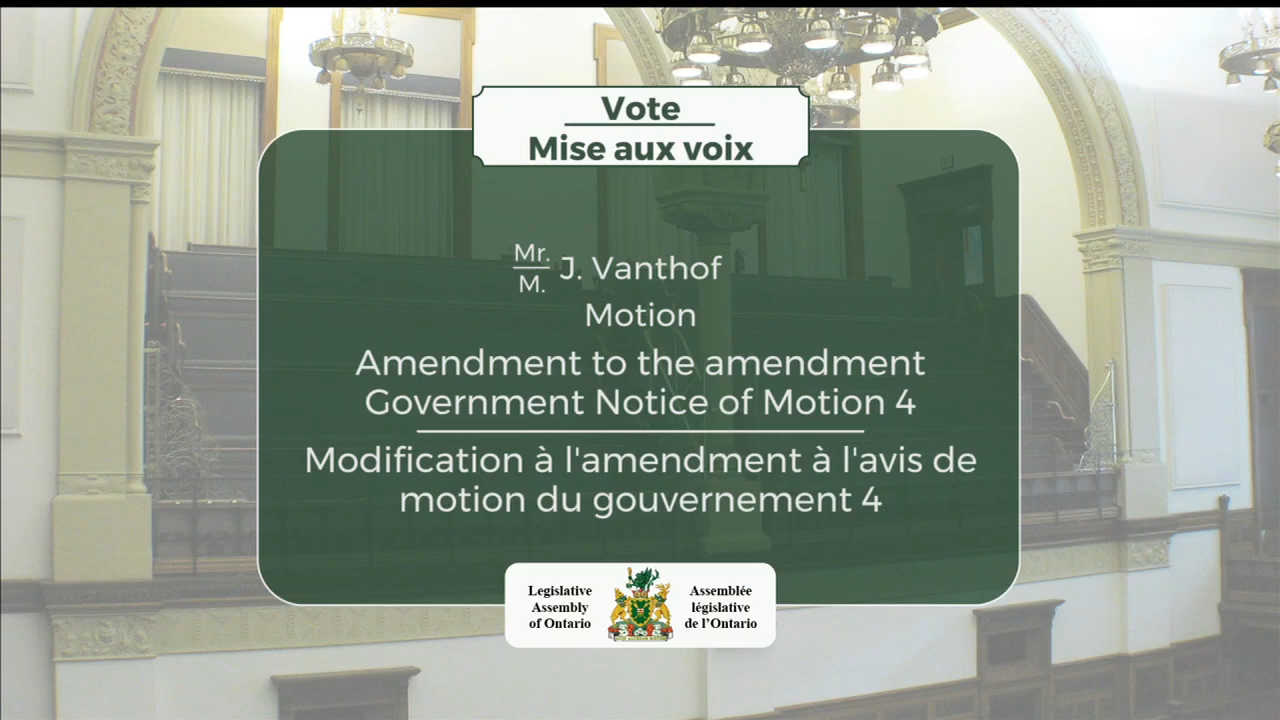 Vote
Mise aux voix
Mr.
M.
J. Vanthof
Motion
Amendment to the amendment
Government Notice of Motion 4
Modification à l'amendment à l'avis de
motion du gouvernement 4
Legislative
Assembly
of Ontario
Assemblée
législative
de l'Ontario